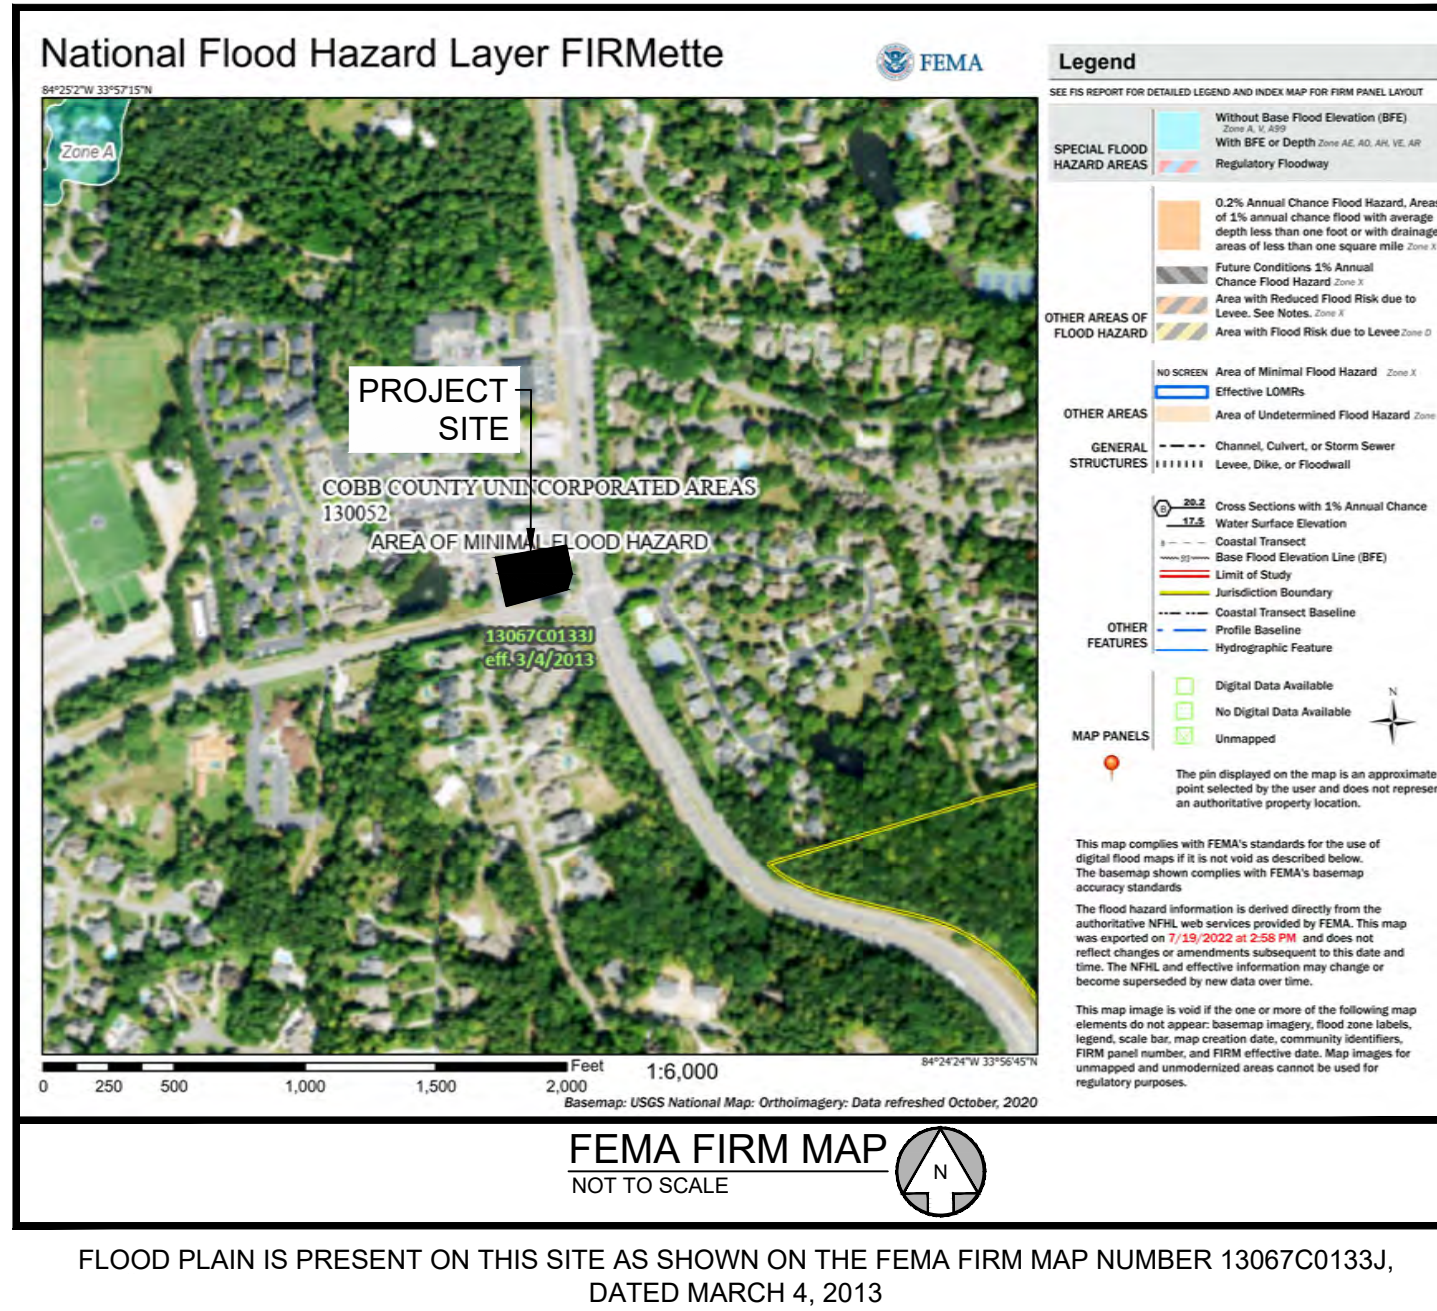 National Flood Hazard Layer FIRMette
FEMA
84°25'2"W 33°57'15"N
Zone A
PROJECT
SITE
COBB COUNTY UNINCORPORATED AREAS
130052
AREA OF MINIMAL FLOOD HAZARD
13067C0133J
eff. 3/4/2013
0 250 500 1,000 1,500 2,000
Feet
1:6,000
84°24'24"W 33°56'45"N
Basemap: USGS National Map: Orthoimagery: Data refreshed October, 2020
Legend
SEE FIS REPORT FOR DETAILED LEGEND AND INDEX MAP FOR FIRM PANEL LAYOUT
SPECIAL FLOOD
HAZARD AREAS
Without Base Flood Elevation (BFE)
Zone A, V, A99
With BFE or Depth Zone AE, AO, AH, VE, AR
Regulatory Floodway
OTHER AREAS OF
FLOOD HAZARD
0.2% Annual Chance Flood Hazard, Areas
of 1% annual chance flood with average
depth less than one foot or with drainage
areas of less than one square mile Zone X
Future Conditions 1% Annual
Chance Flood Hazard Zone X
Area with Reduced Flood Risk due to
Levee. See Notes. Zone X
Area with Flood Risk due to Levee Zone D
OTHER AREAS
NO SCREEN Area of Minimal Flood Hazard Zone X
Effective LOMRs
Area of Undetermined Flood Hazard Zone
GENERAL
STRUCTURES
Channel, Culvert, or Storm Sewer
Levee, Dike, or Floodwall
OTHER
FEATURES
B 20.2 Cross Sections with 1% Annual Chance
17.5 Water Surface Elevation
8 Coastal Transect
513 Base Flood Elevation Line (BFE)
Limit of Study
Jurisdiction Boundary
Coastal Transect Baseline
Profile Baseline
Hydrographic Feature
MAP PANELS
Digital Data Available
No Digital Data Available
Unmapped
N
The pin displayed on the map is an approximate
point selected by the user and does not represen
an authoritative property location.
This map complies with FEMA's standards for the use of
digital flood maps if it is not void as described below.
The basemap shown complies with FEMA's basemap
accuracy standards
The flood hazard information is derived directly from the
authoritative NFHL web services provided by FEMA. This map
was exported on 7/19/2022 at 2:58 PM and does not
reflect changes or amendments subsequent to this date and
time. The NFHL and effective information may change or
become superseded by new data over time.
This map image is void if the one or more of the following map
elements do not appear: basemap imagery, flood zone labels,
legend, scale bar, map creation date, community identifiers,
FIRM panel number, and FIRM effective date. Map images for
unmapped and unmodernized areas cannot be used for
regulatory purposes.
FEMA FIRM MAP
NOT TO SCALE
N
FLOOD PLAIN IS PRESENT ON THIS SITE AS SHOWN ON THE FEMA FIRM MAP NUMBER 13067C0133J,
DATED MARCH 4, 2013